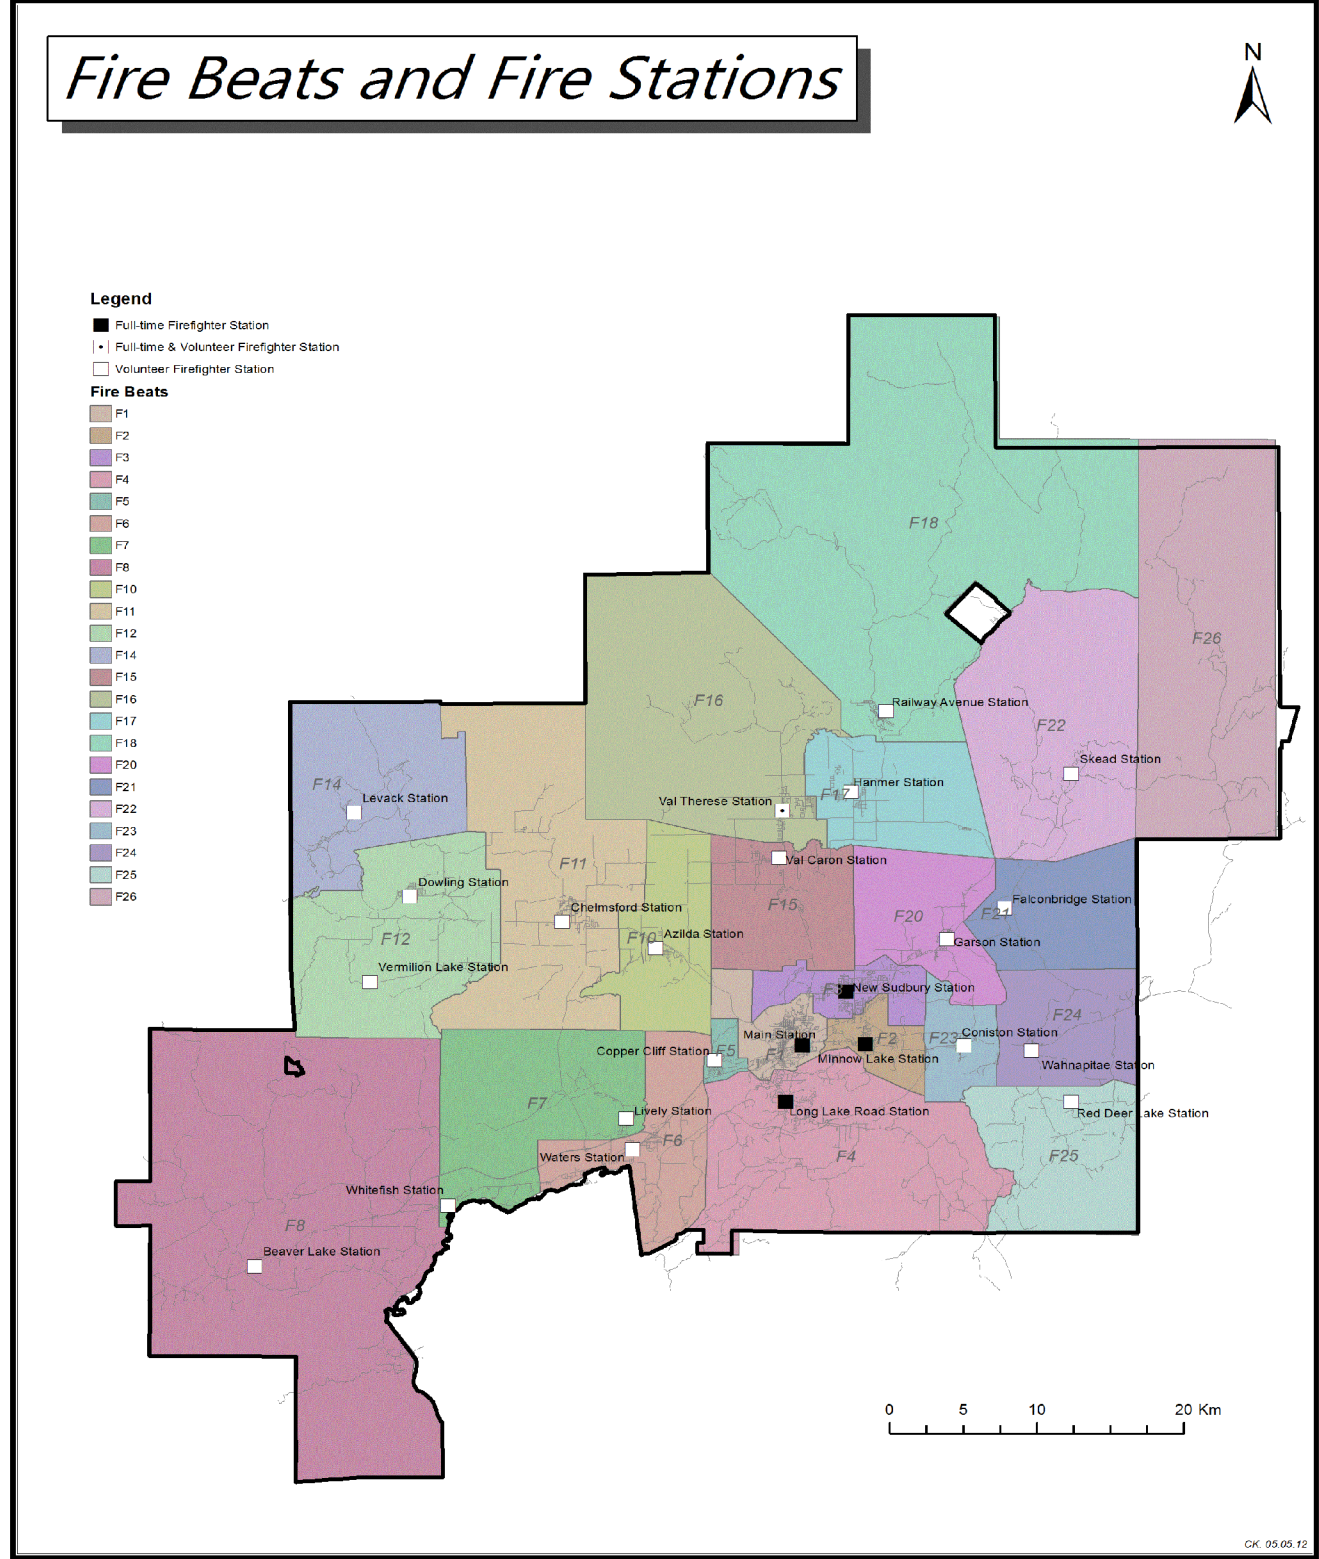 Fire Beats and Fire Stations
N
Legend
Full-time Firefighter Station
Full-time & Volunteer Firefighter Station
Volunteer Firefighter Station
Fire Beats
F1
F2
F3
F4
F5
F6
F7
F8
F10
F11
F12
F14
F15
F16
F17
F18
F20
F21
F22
F23
F24
F25
F26
F18
F26
F16
Railway Avenue Station
F22
Skead Station
F14
Levack Station
Hanmer Station
F17
Val Therese Station
Val Caron Station
F11
Dowling Station
Falconbridge Station
Chelmsford Station
F15
F20
F21
F12
F10
Azilda Station
Garson Station
Vermilion Lake Station
F3
New Sudbury Station
F24
Main Station
F2
F23
Coniston Station
Copper Cliff Station
F5
F1
Minnow Lake Station
Wahnapitae Station
F7
Lively Station
Long Lake Road Station
Red Deer Lake Station
F6
Waters Station
F4
F25
Whitefish Station
F8
Beaver Lake Station
0 5 10 20 Km
CK. 05.05.12